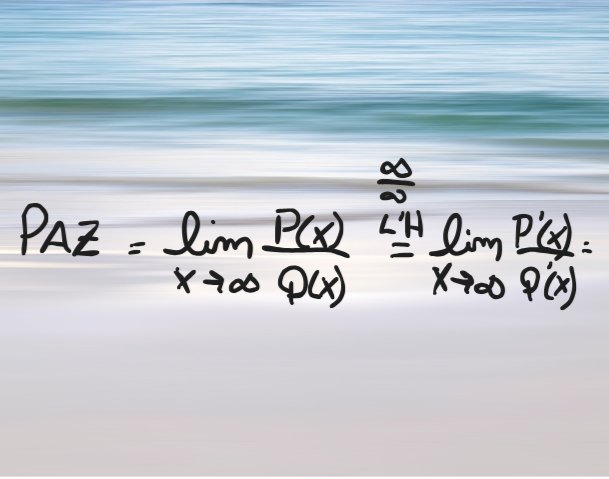 PAZ = lim x→∞ P(x)/Q(x) ∞/∞ L'H = lim x→∞ P'(x)/Q'(x) =